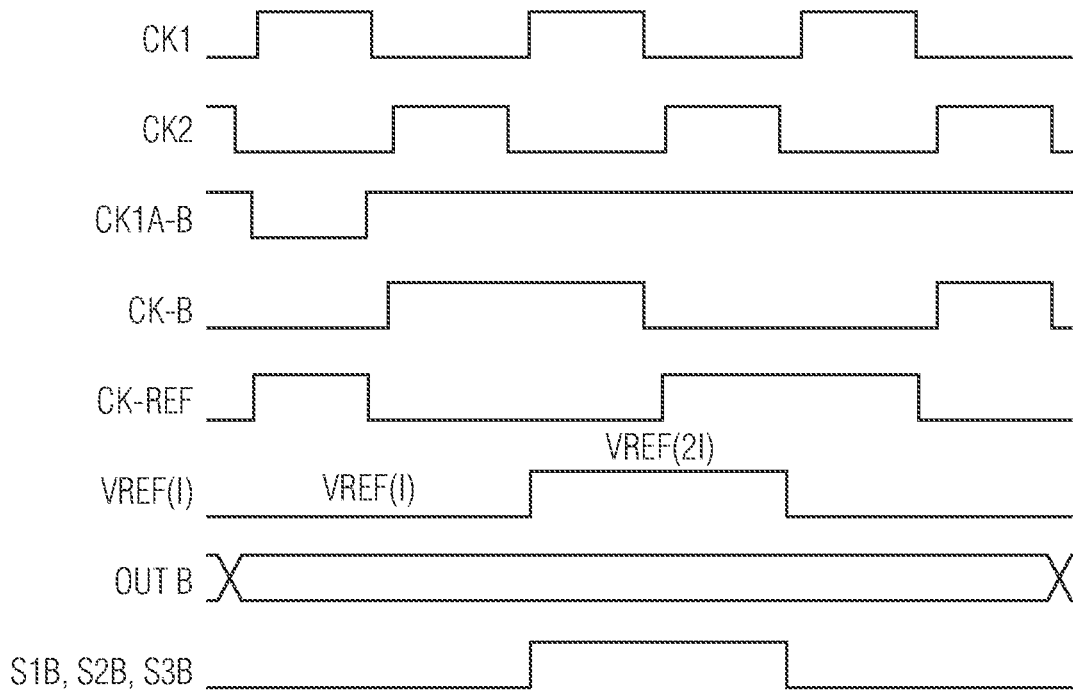 CK1
CK2
CK1A-B
CK-B
CK-REF
VREF(2I)
VREF(I) VREF(I)
OUT B
S1B, S2B, S3B